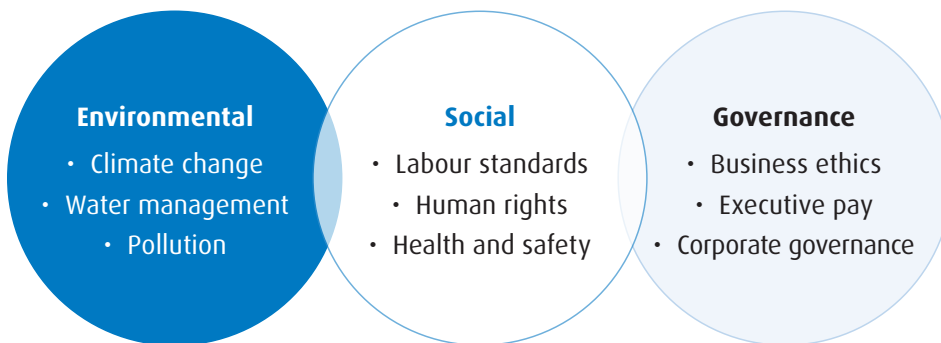 Environmental
• Climate change
• Water management
• Pollution
Social
• Labour standards
• Human rights
• Health and safety
Governance
• Business ethics
• Executive pay
• Corporate governance